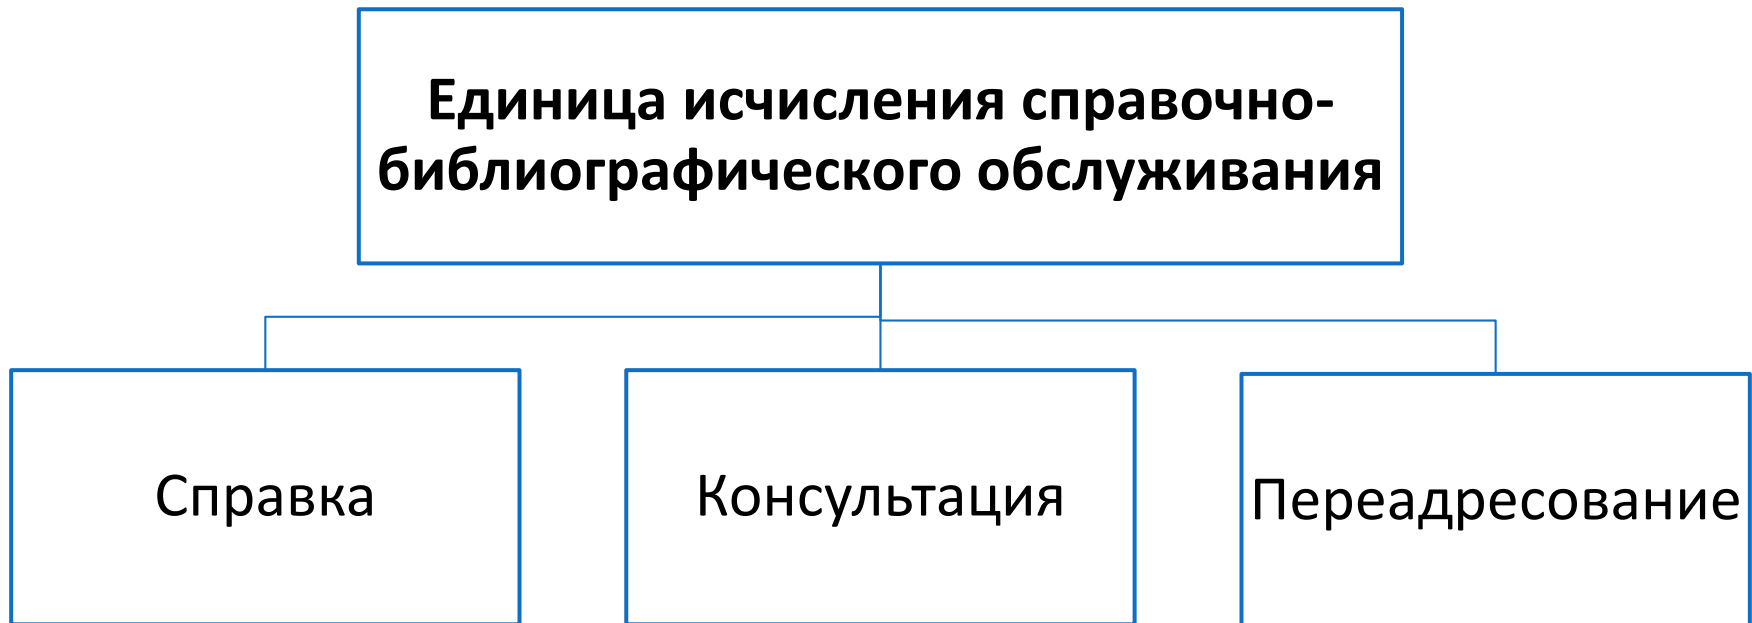 Единица исчисления справочно-
библиографического обслуживания
Справка
Консультация
Переадресование